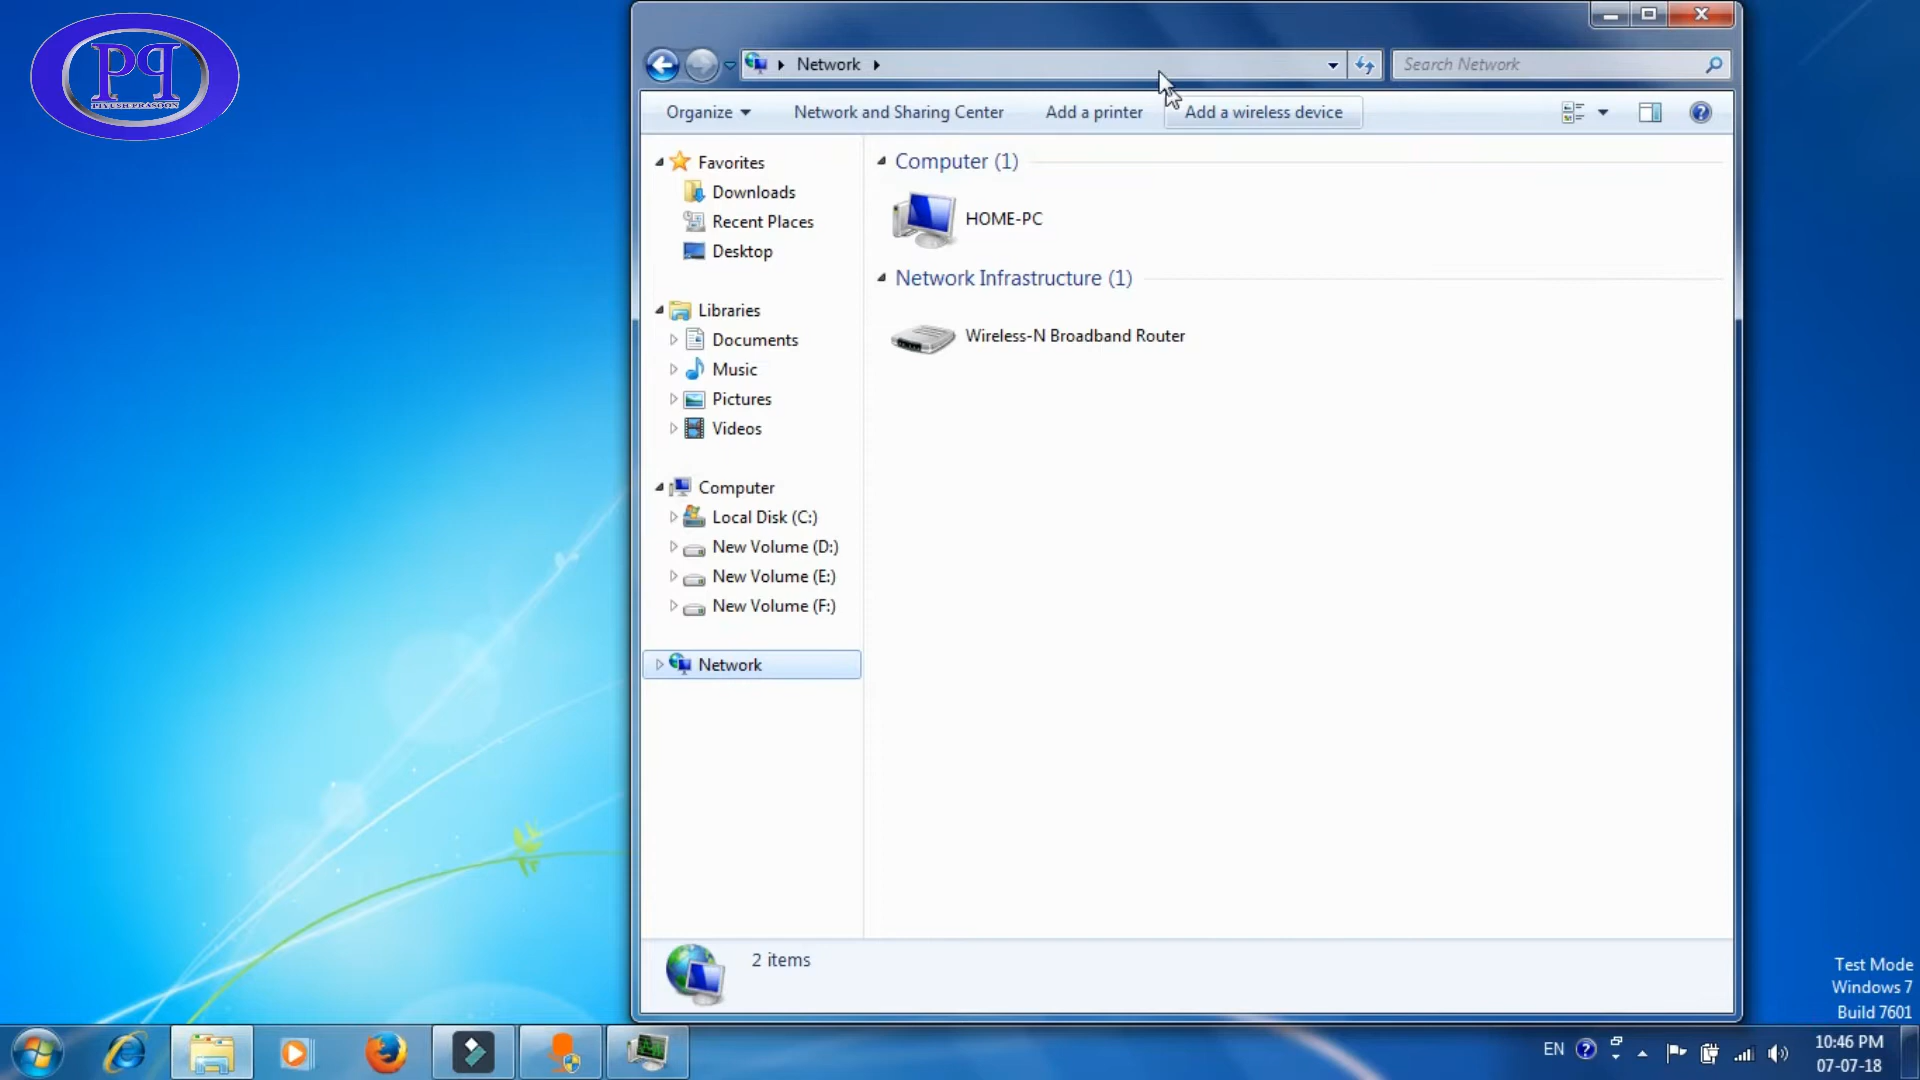 PP
PIYUSH PRASOON
Network
Search Network
Organize
Network and Sharing Center
Add a printer
Add a wireless device
Favorites
Downloads
Recent Places
Desktop
Libraries
Documents
Music
Pictures
Videos
Computer
Local Disk (C:)
New Volume (D:)
New Volume (E:)
New Volume (F:)
Network
Computer (1)
HOME-PC
Network Infrastructure (1)
Wireless-N Broadband Router
2 items
Test Mode
Windows 7
Build 7601
EN
10:46 PM
07-07-18